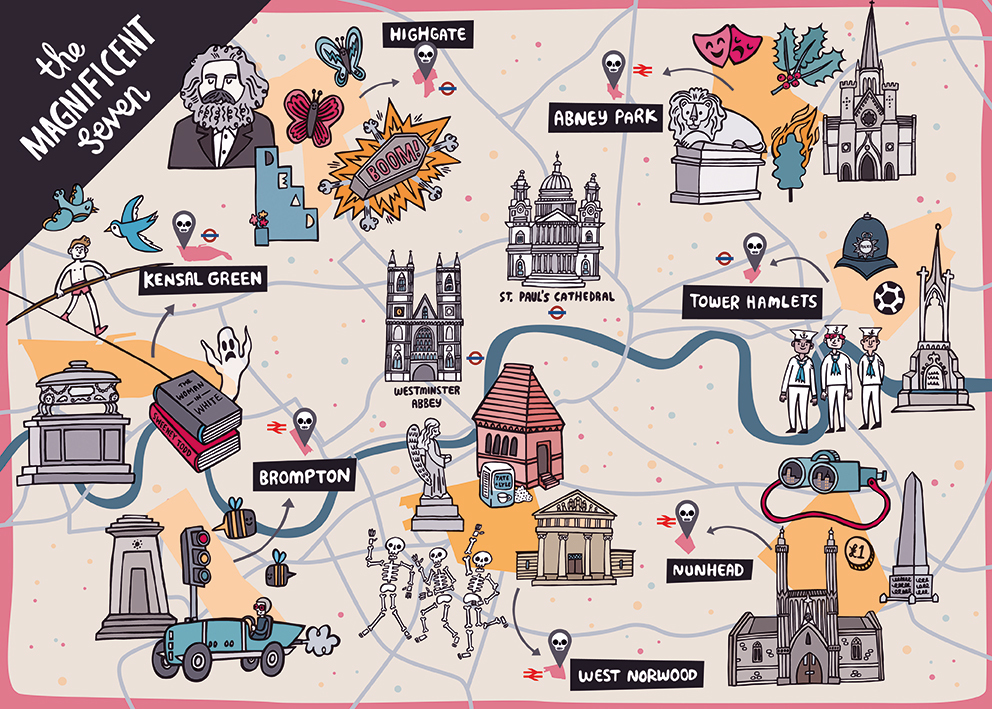 the
MAGNIFICENT
seven
HIGHGATE
ABNEY PARK
BOOM!
DEAD
KENSAL GREEN
ST. PAUL'S CATHEDRAL
TOWER HAMLETS
WESTMINSTER
ABBEY
THE
WOMAN
IN
WHITE
SWEENEY TODD
BROMPTON
TATE
& LYLE
£1
NUNHEAD
WEST NORWOOD